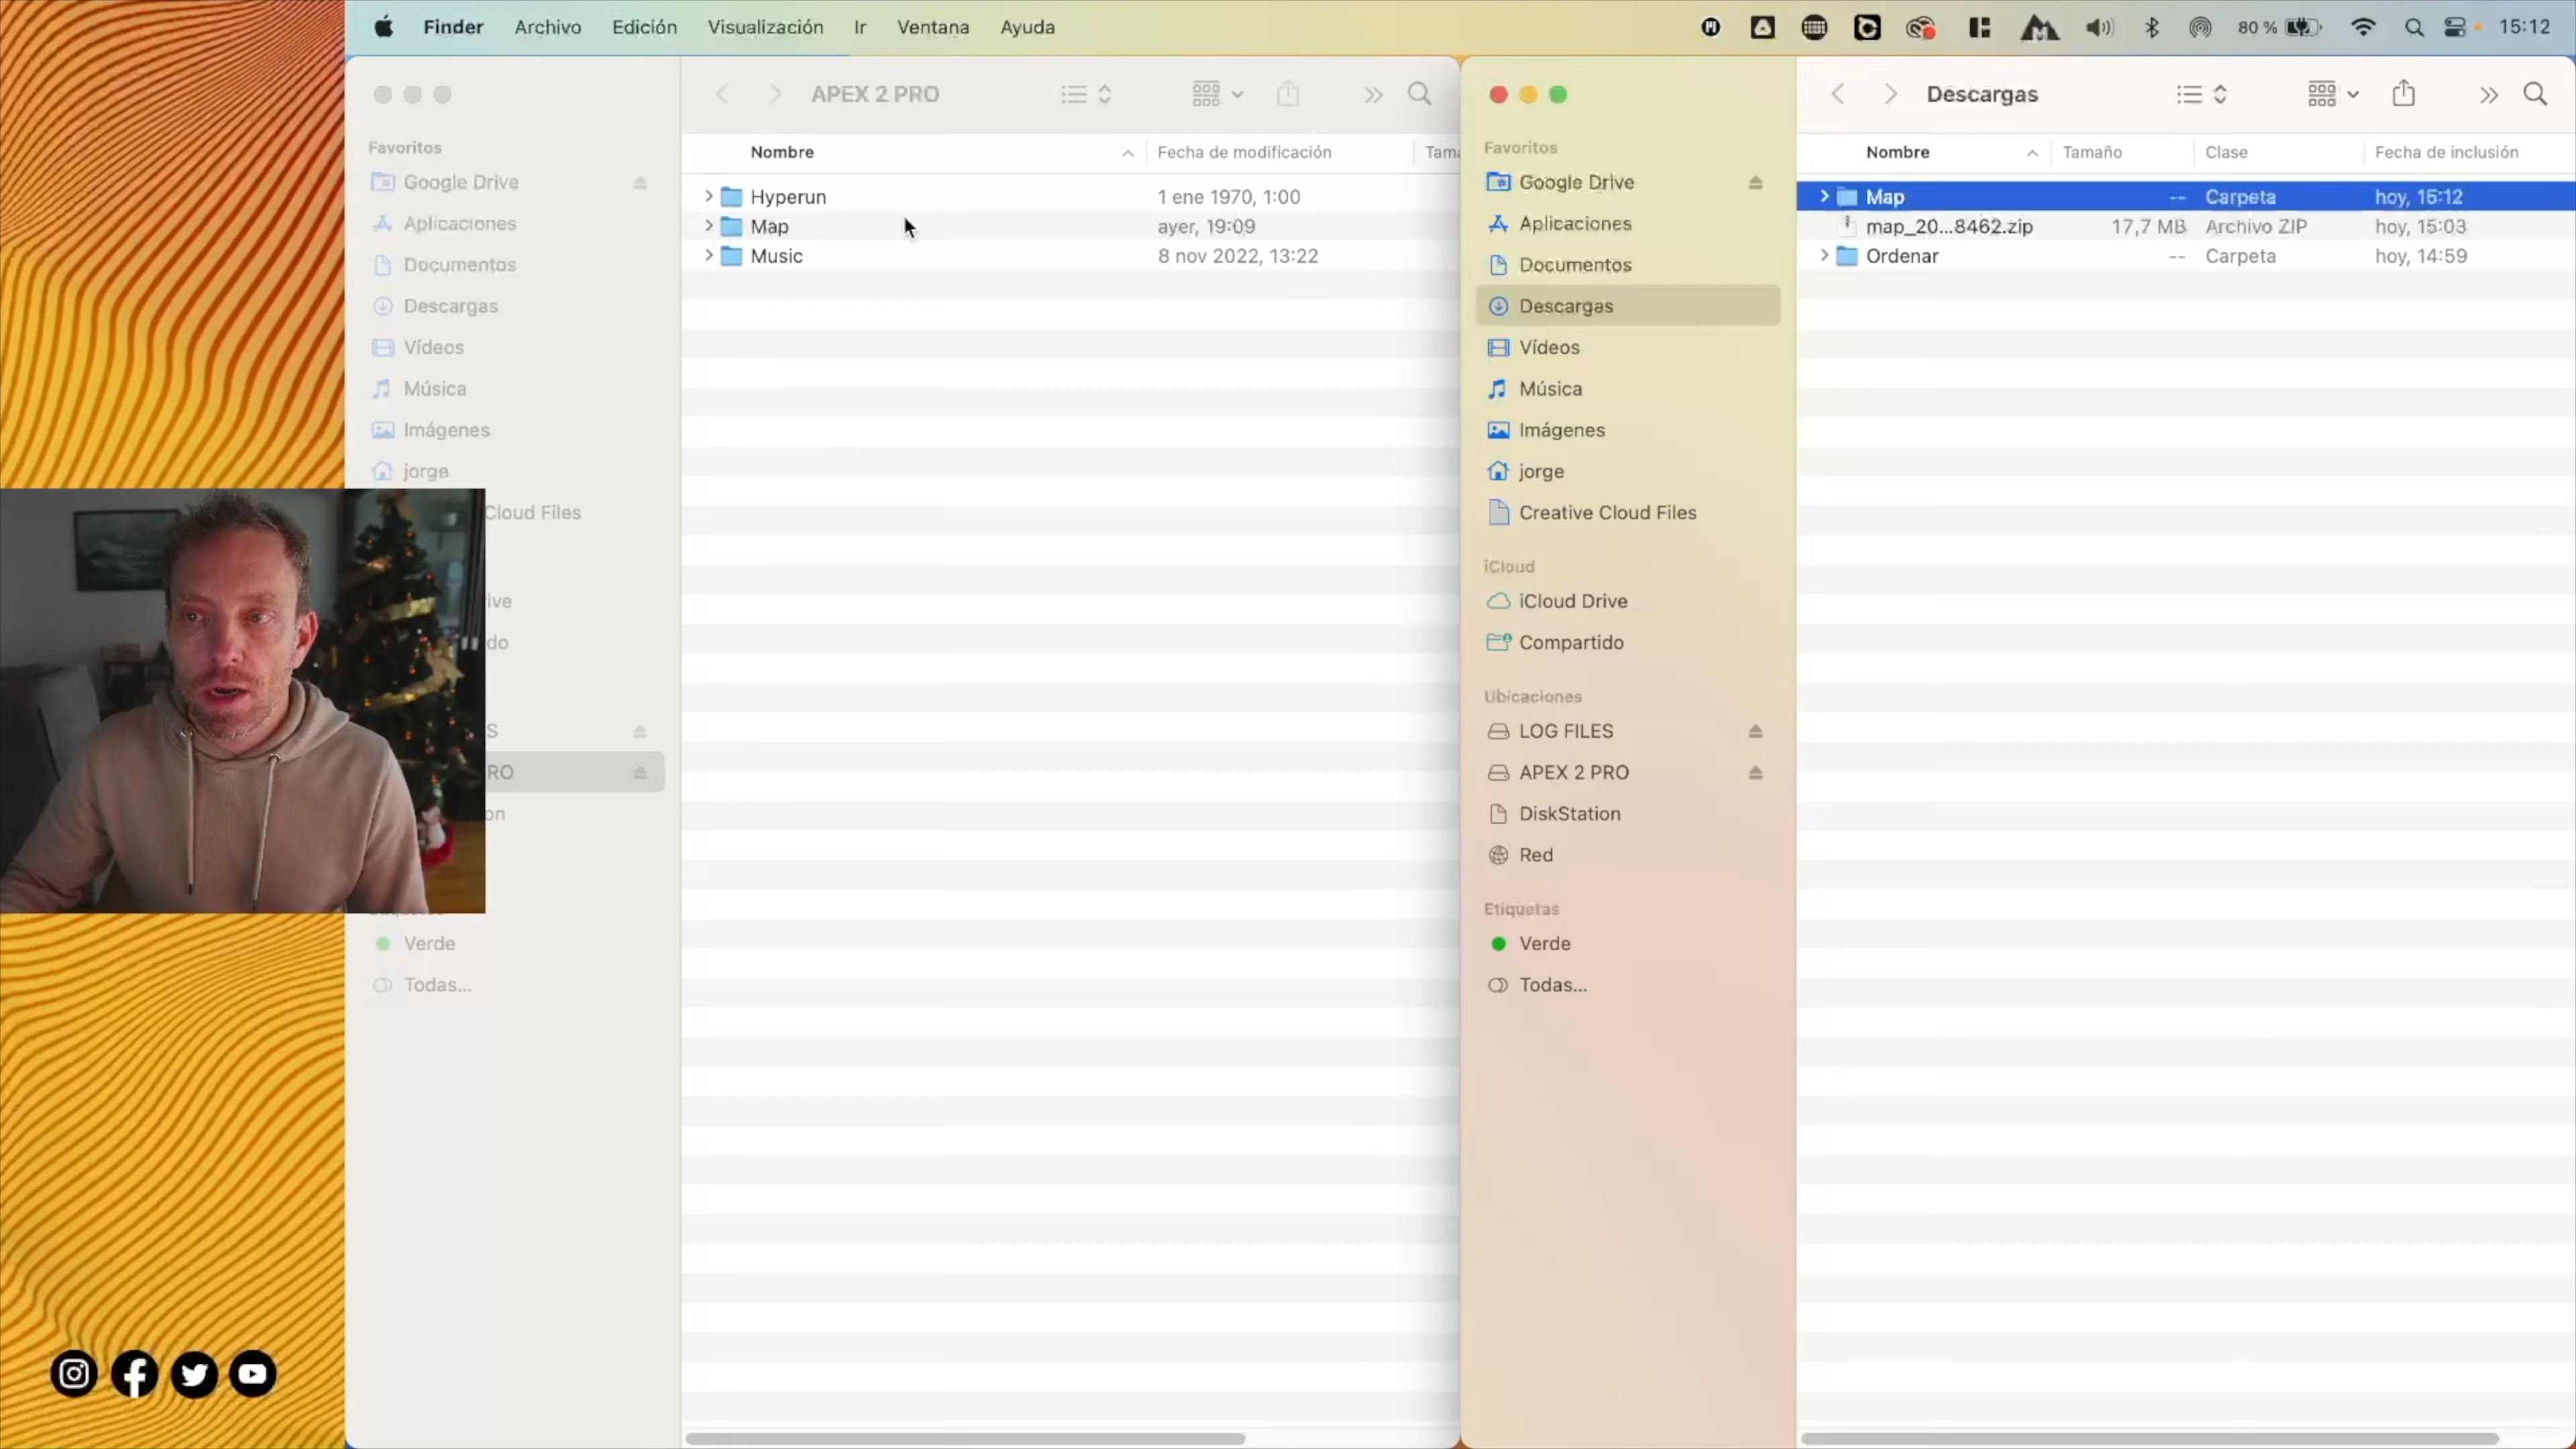 Finder Archivo Edición Visualización Ir Ventana Ayuda 80 % 15:12
APEX 2 PRO
Favoritos
Google Drive
Aplicaciones
Documentos
Descargas
Vídeos
Música
Imágenes
jorge
Cloud Files
Verde
Todas...
Nombre Fecha de modificación
Hyperun 1 ene 1970, 1:00
Map ayer, 19:09
Music 8 nov 2022, 13:22
Descargas
Favoritos
Google Drive
Aplicaciones
Documentos
Descargas
Vídeos
Música
Imágenes
jorge
Creative Cloud Files
iCloud
iCloud Drive
Compartido
Ubicaciones
LOG FILES
APEX 2 PRO
DiskStation
Red
Etiquetas
Verde
Todas...
Nombre Tamaño Clase Fecha de inclusión
Map -- Carpeta hoy, 15:12
map_20...8462.zip 17,7 MB Archivo ZIP hoy, 15:03
Ordenar -- Carpeta hoy, 14:59